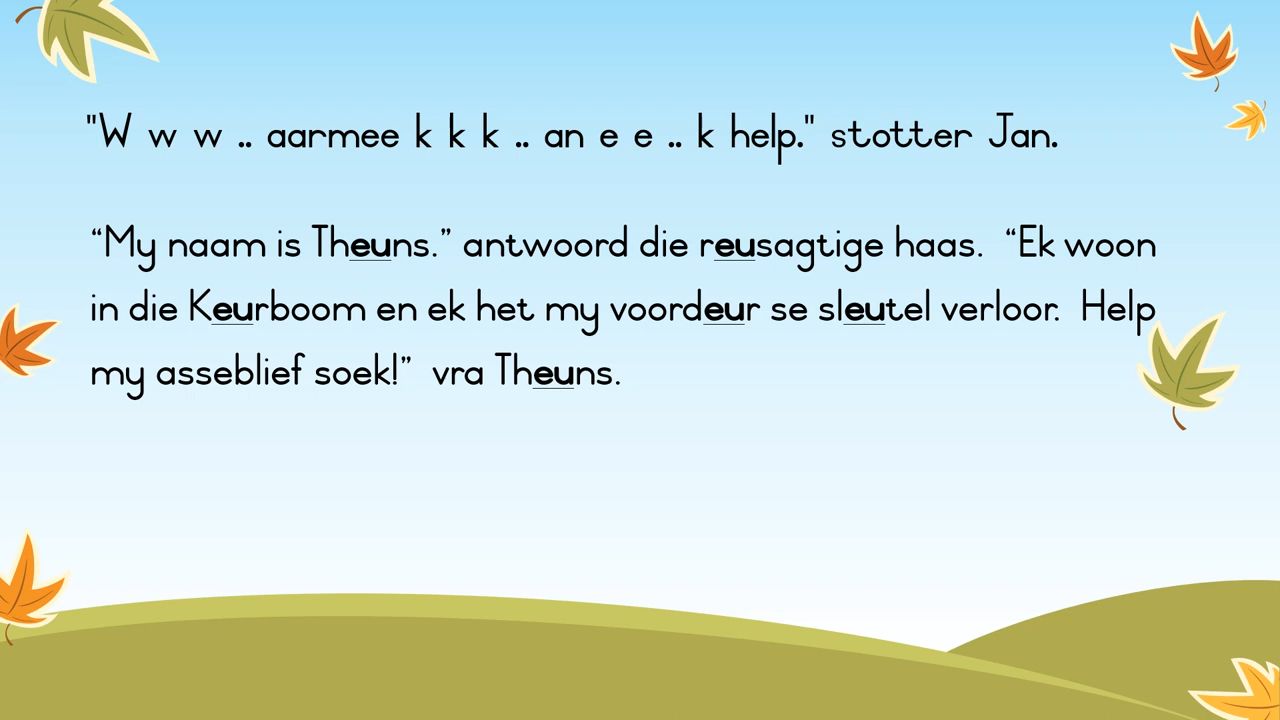 "W w w .. aarmee k k k .. an e e .. k help." stotter Jan.
“My naam is Theuns.” antwoord die reusagtige haas. “Ek woon
in die Keurboom en ek het my voordeur se sleutel verloor. Help
my asseblief soek!” vra Theuns.